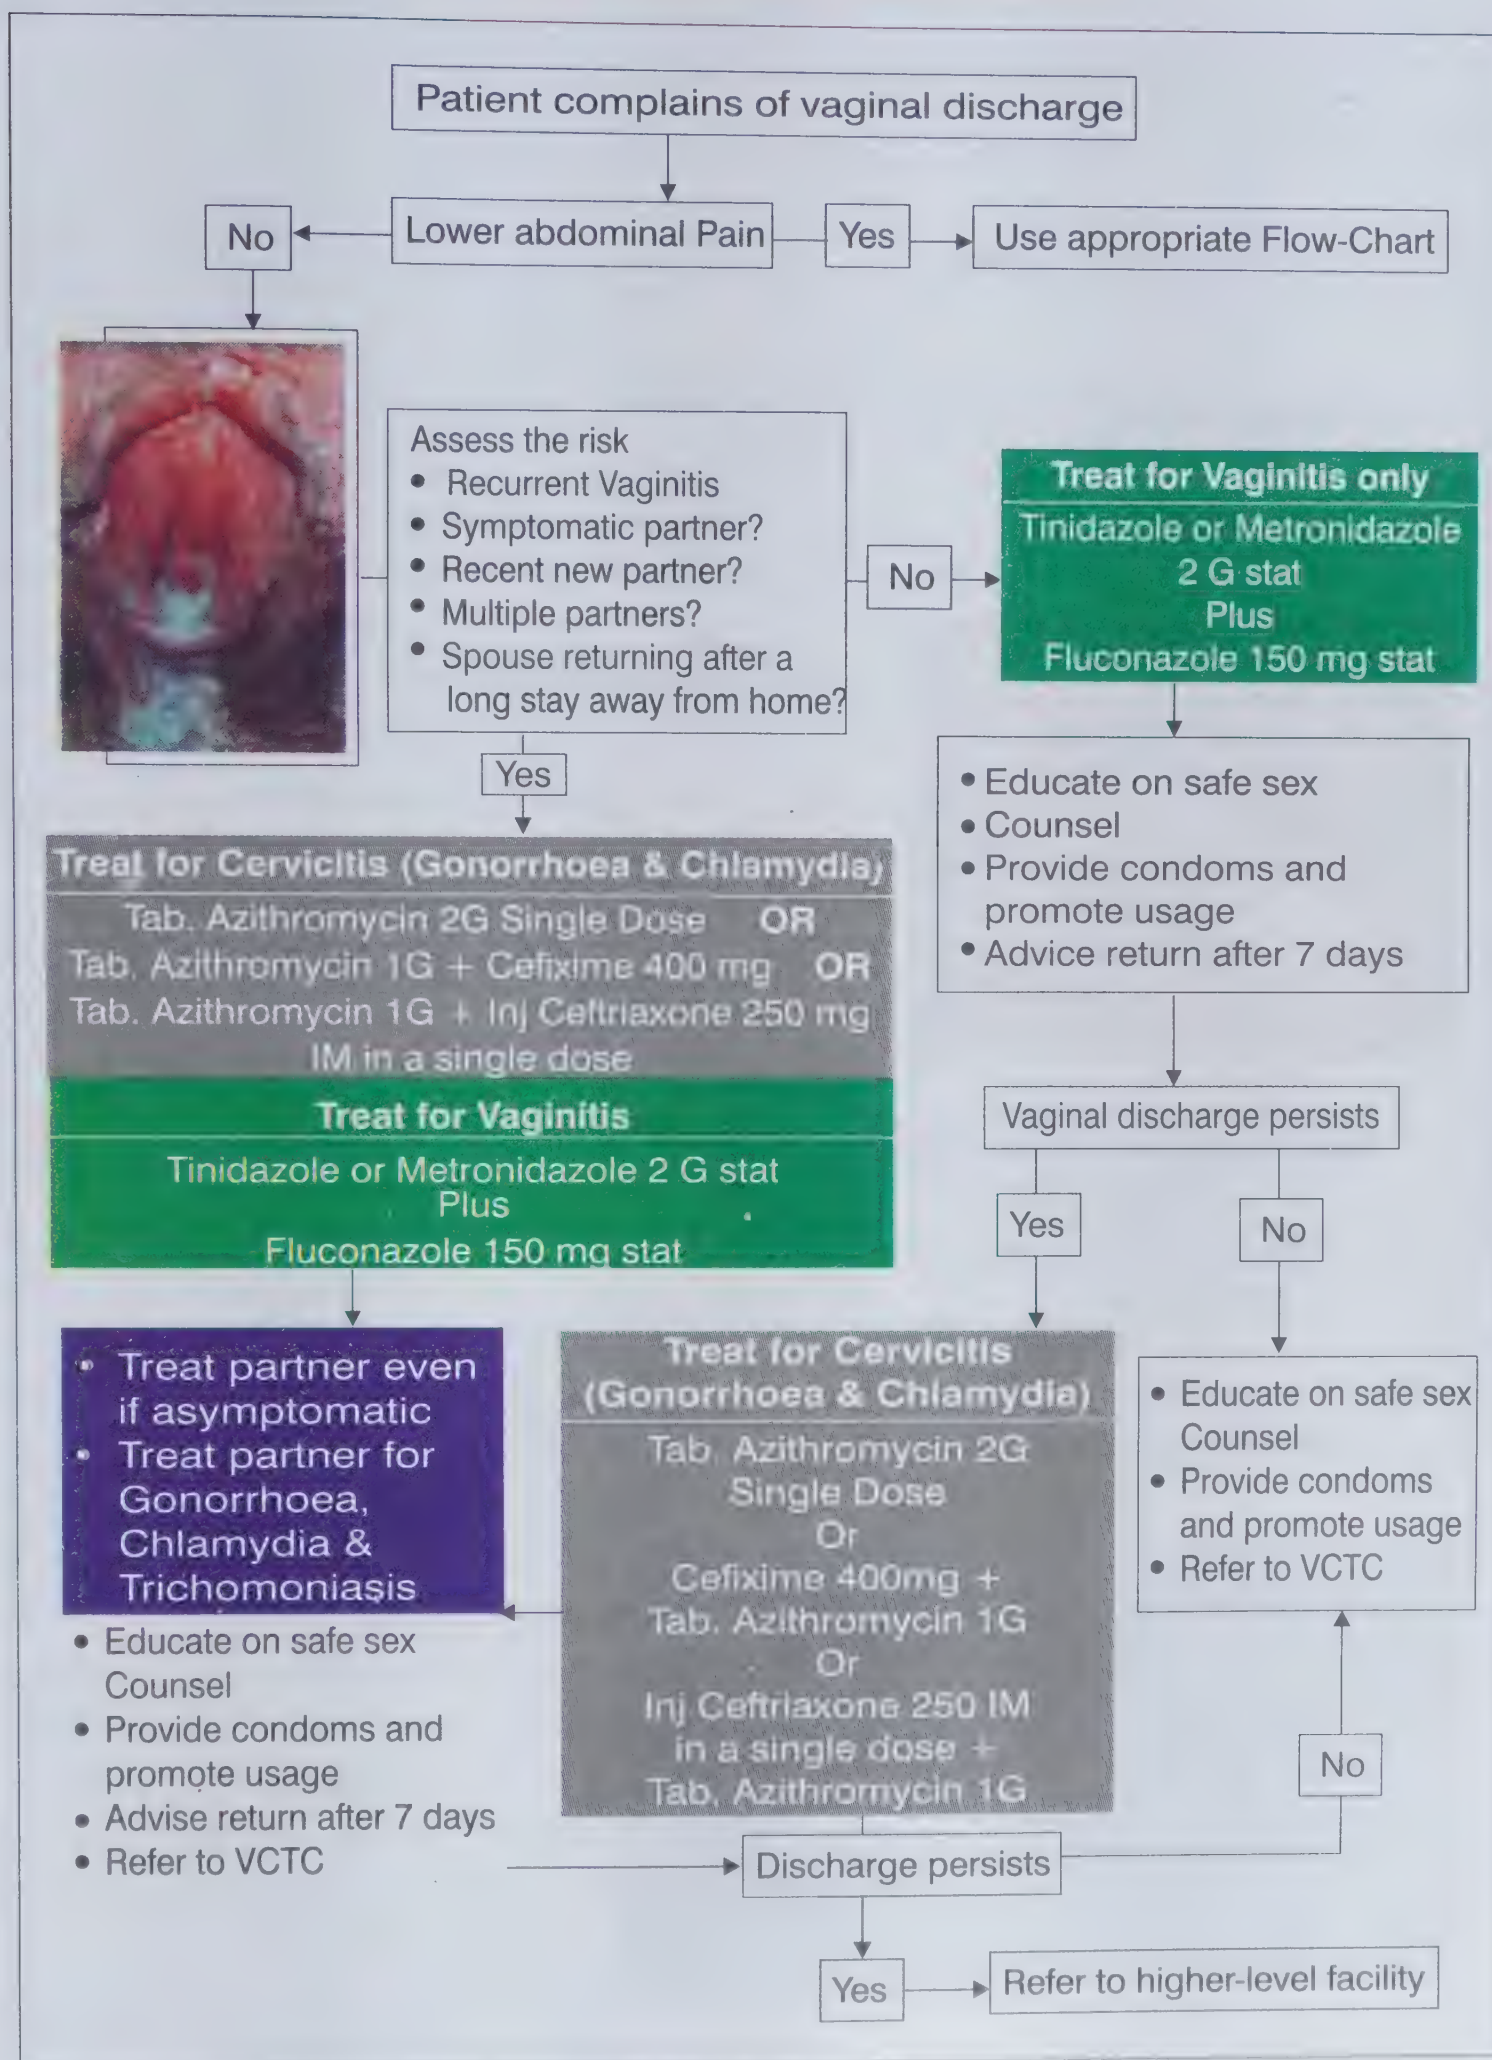 Patient complains of vaginal discharge
No
Lower abdominal Pain
Yes
Use appropriate Flow-Chart
Assess the risk
• Recurrent Vaginitis
• Symptomatic partner?
• Recent new partner?
• Multiple partners?
• Spouse returning after a
long stay away from home?
No
Treat for Vaginitis only
Tinidazole or Metronidazole
2 G stat
Plus
Fluconazole 150 mg stat
Yes
• Educate on safe sex
• Counsel
• Provide condoms and
promote usage
• Advice return after 7 days
Treat for Cervicitis (Gonorrhoea & Chlamydia)
Tab. Azithromycin 2G Single Dose OR
Tab. Azithromycin 1G + Cefixime 400 mg OR
Tab. Azithromycin 1G + Inj Ceftriaxone 250 mg
IM in a single dose
Treat for Vaginitis
Tinidazole or Metronidazole 2 G stat
Plus
Fluconazole 150 mg stat
Vaginal discharge persists
Yes
No
• Treat partner even
if asymptomatic
• Treat partner for
Gonorrhoea,
Chlamydia &
Trichomoniasis
• Educate on safe sex
Counsel
• Provide condoms and
promote usage
• Advise return after 7 days
• Refer to VCTC
Treat for Cervicitis
(Gonorrhoea & Chlamydia)
Tab. Azithromycin 2G
Single Dose
Or
Cefixime 400mg +
Tab. Azithromycin 1G
Or
Inj Ceftriaxone 250 IM
in a single dose +
Tab. Azithromycin 1G
• Educate on safe sex
Counsel
• Provide condoms
and promote usage
• Refer to VCTC
No
Discharge persists
Yes
Refer to higher-level facility